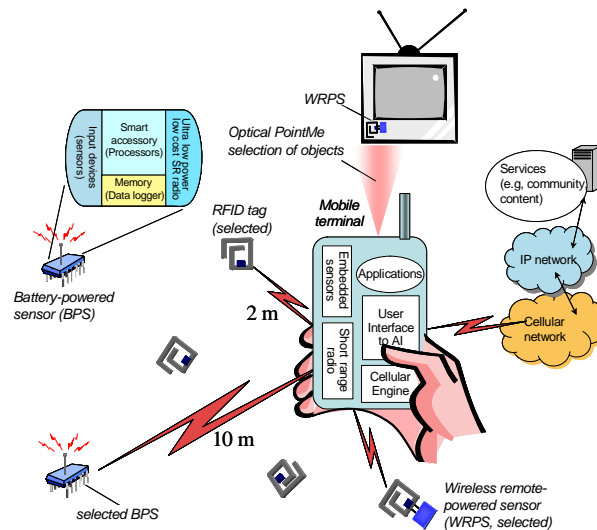 WRPS
Optical PointMe
selection of objects
Input devices
(sensors)
Smart
accessory
(Processors)
Memory
(Data logger)
Ultra low power
low cost SR radio
Services
(e.g, community,
content)
RFID tag
(selected)
Mobile
terminal
IP network
Battery-powered
sensor (BPS)
2 m
Embedded
sensors
Applications
User
Interface
to AI
Cellular
network
Short range
radio
Cellular
Engine
10 m
selected BPS
Wireless remote-
powered sensor
(WRPS, selected)